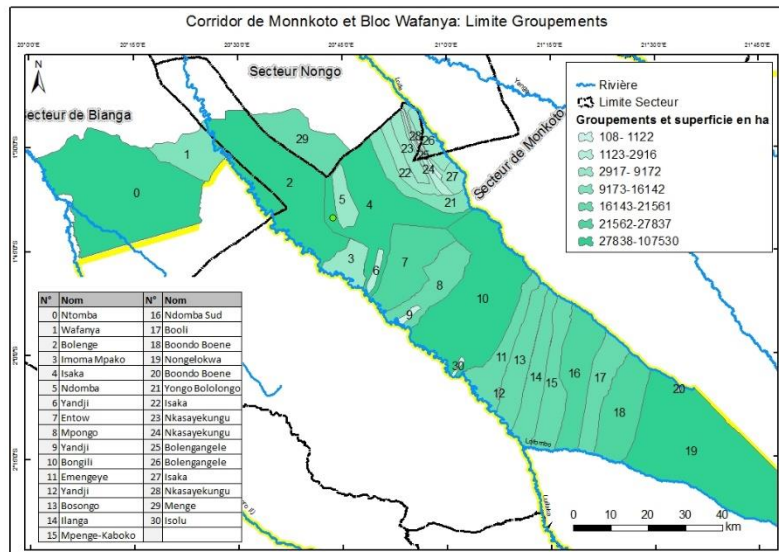 Corridor de Monnkoto et Bloc Wafanya: Limite Groupements
20°0'0"E 20°15'0"E 20°30'0"E 20°45'0"E 21°0'0"E 21°15'0"E 21°30'0"E 21°45'0"E
N
Secteur Nongo
Secteur de Bianga
Secteur de Monkoto
Rivière
Limite Secteur
Groupements et superficie en ha
108- 1122
1123-2916
2917- 9172
9173-16142
16143-21561
21562-27837
27838-107530
0
1
2
29
5
4
3
6
7
8
9
10
28
26
23
22
24
27
21
30
11
12
13
14
15
16
17
18
19
20
N° Nom N° Nom
0 Ntomba 16 Ndomba Sud
1 Wafanya 17 Booli
2 Bolenge 18 Boondo Boene
3 Imoma Mpako 19 Nongelokwa
4 Isaka 20 Boondo Boene
5 Ndomba 21 Yongo Bololongo
6 Yandji 22 Isaka
7 Entow 23 Nkasayekungu
8 Mpongo 24 Nkasayekungu
9 Yandji 25 Bolengangele
10 Bongili 26 Bolengangele
11 Emengeye 27 Isaka
12 Yandji 28 Nkasayekungu
13 Bosongo 29 Menge
14 Ilanga 30 Isolu
15 Mpenge-Kaboko
0 10 20 30 40
km